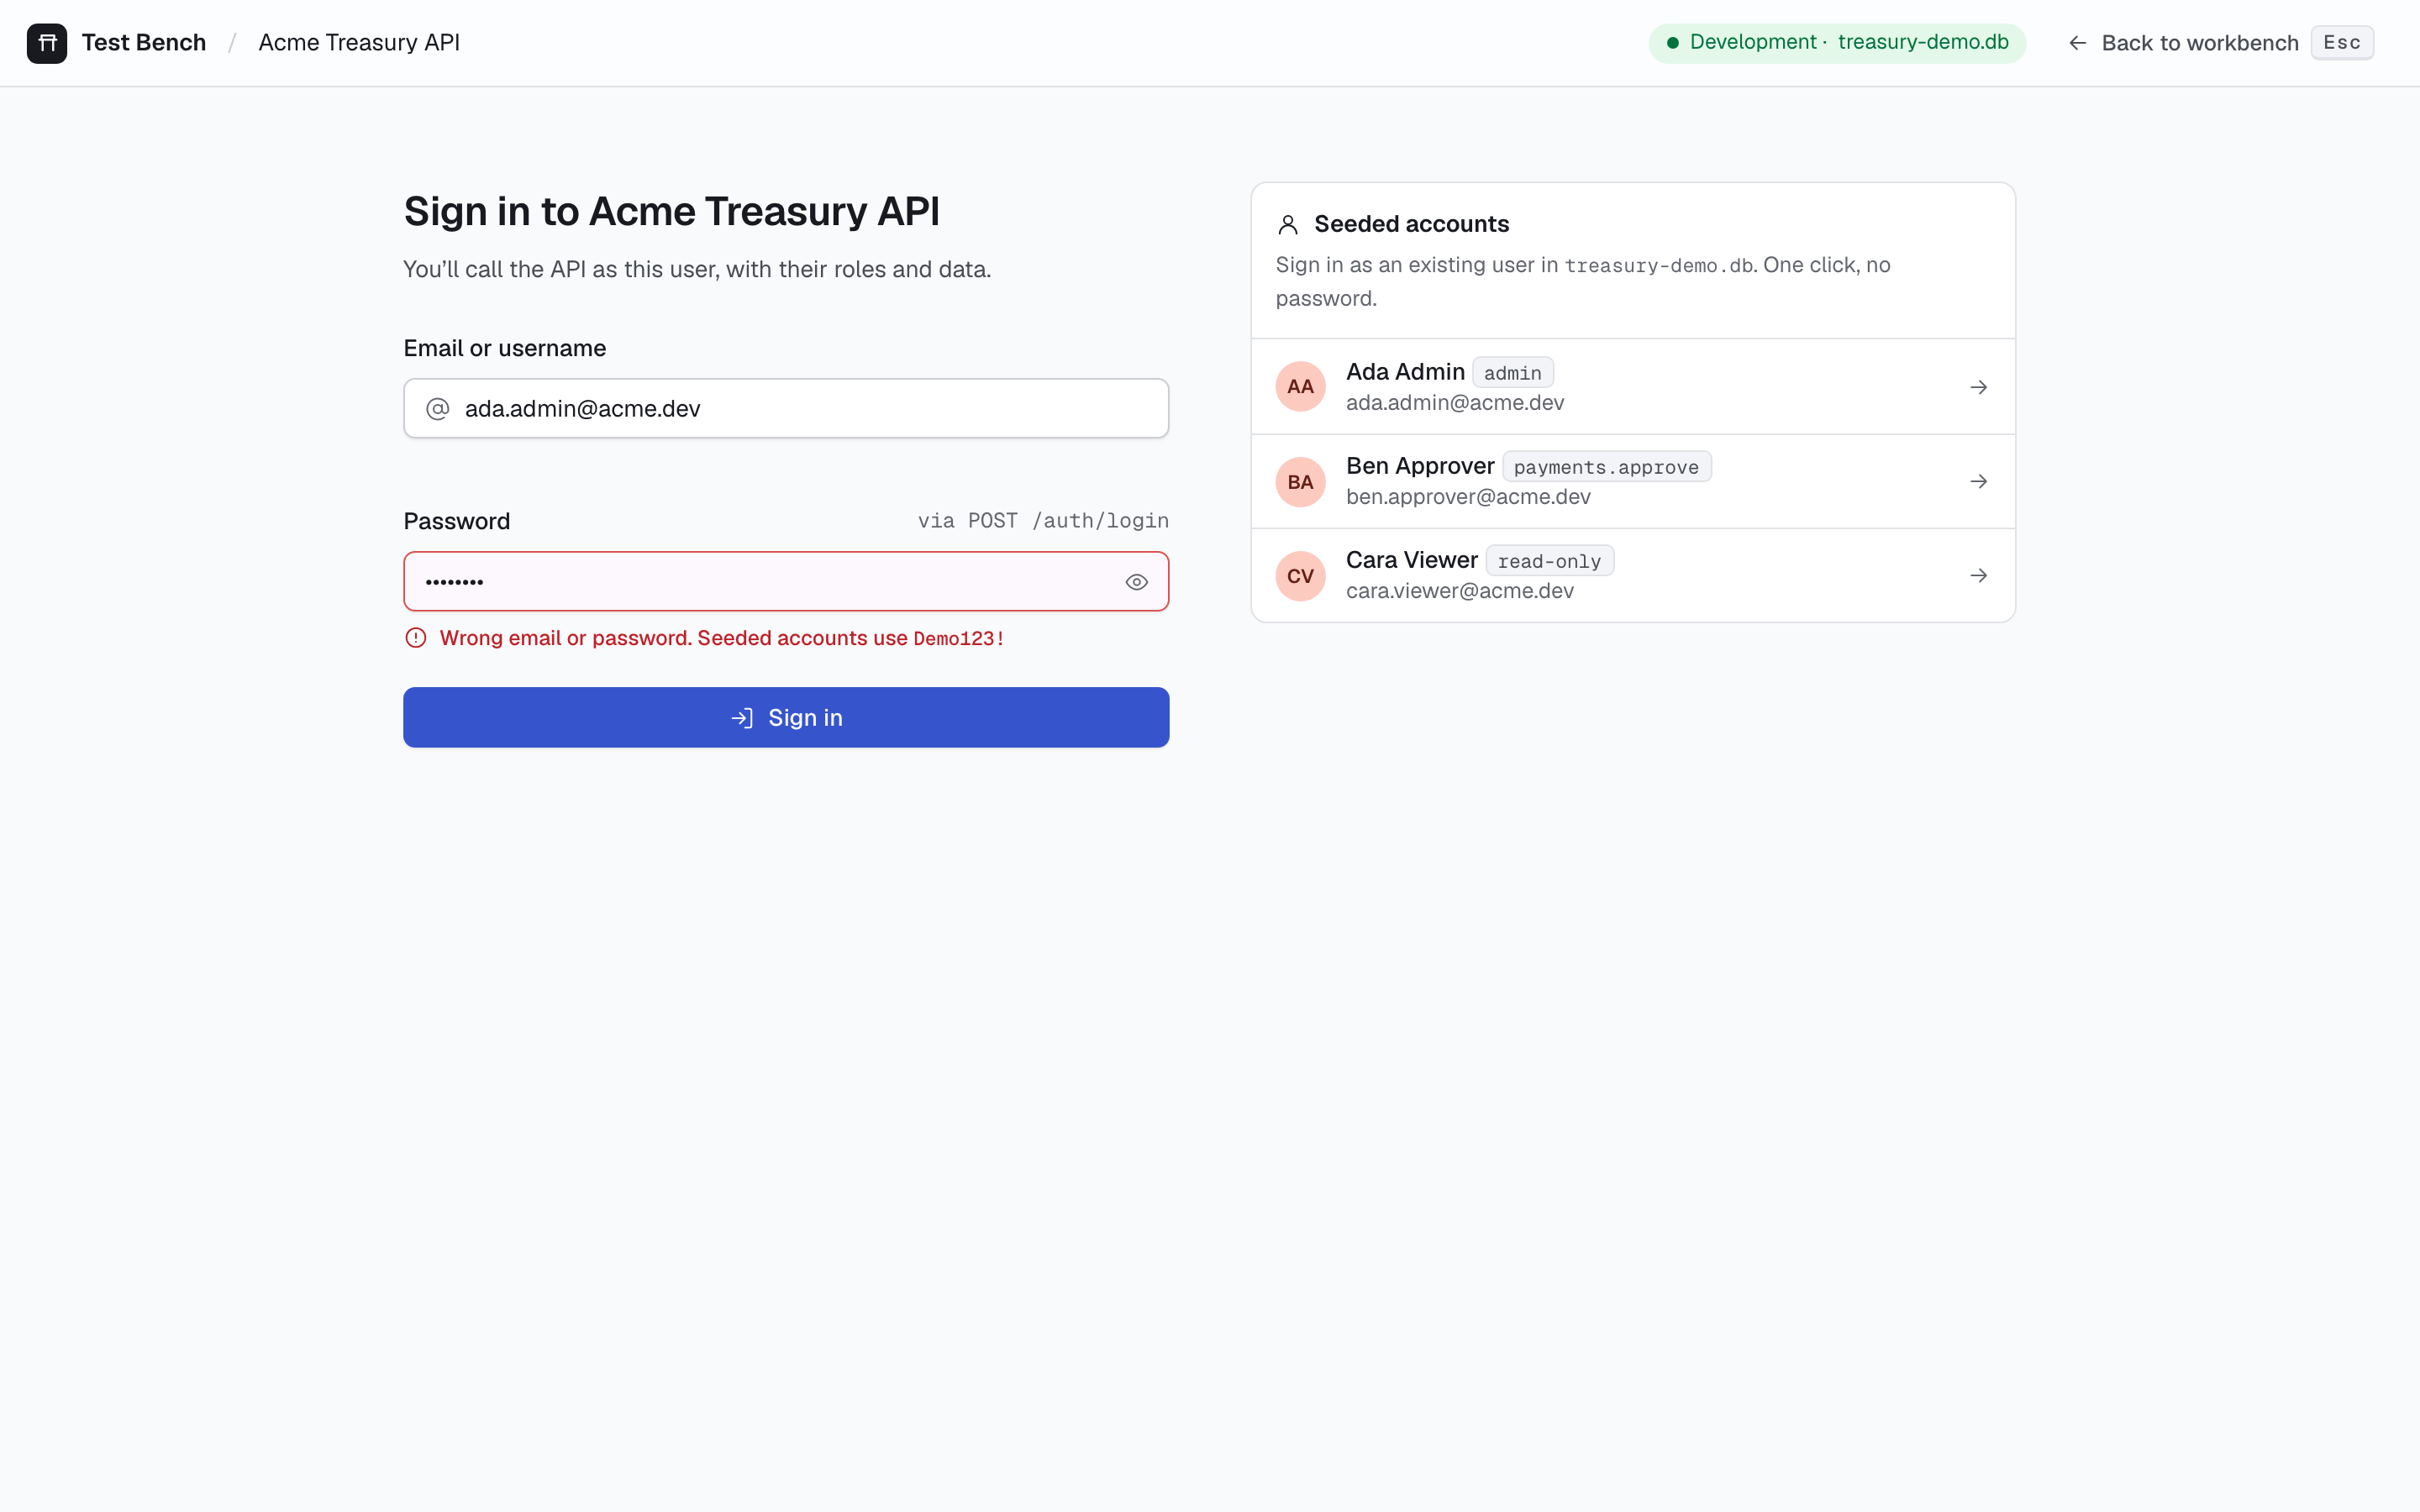 Test Bench / Acme Treasury API
Development · treasury-demo.db
Back to workbench Esc
Sign in to Acme Treasury API
You’ll call the API as this user, with their roles and data.
Email or username
ada.admin@acme.dev
Password via POST /auth/login
••••••••
Wrong email or password. Seeded accounts use Demo123!
Sign in
Seeded accounts
Sign in as an existing user in treasury-demo.db. One click, no
password.
AA Ada Admin admin
ada.admin@acme.dev
BA Ben Approver payments.approve
ben.approver@acme.dev
CV Cara Viewer read-only
cara.viewer@acme.dev